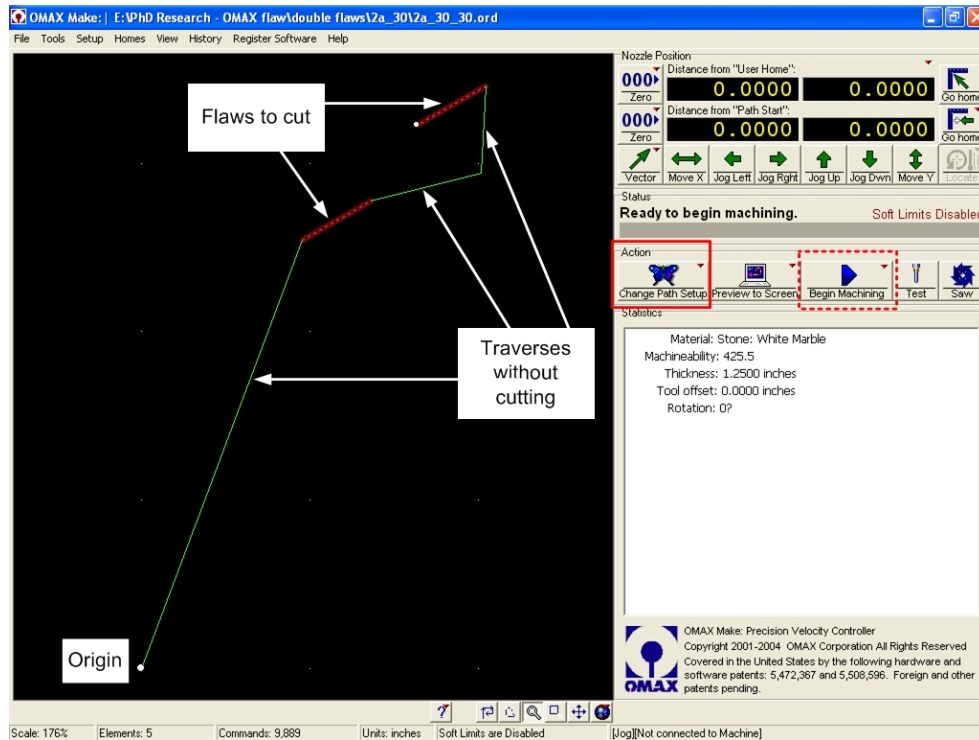 OMAX Make: | E:\PhD Research - OMAX flaw\double flaws\2a_30\2a_30_30.ord
File Tools Setup Homes View History Register Software Help
Flaws to cut
Traverses
without
cutting
Origin
Nozzle Position
Distance from "User Home":
000
Zero
0.0000 0.0000
Go home
Distance from "Path Start":
000
Zero
0.0000 0.0000
Go home
Vector Move X Jog Left Jog Rght Jog Up Jog Dwn Move Y Locate
Status
Ready to begin machining. Soft Limits Disabled
Action
Change Path Setup Preview to Screen Begin Machining Test Saw
Statistics
Material: Stone: White Marble
Machineability: 425.5
Thickness: 1.2500 inches
Tool offset: 0.0000 inches
Rotation: 0?
OMAX
OMAX Make: Precision Velocity Controller
Copyright 2001-2004 OMAX Corporation All Rights Reserved
Covered in the United States by the following hardware and
software patents: 5,472,367 and 5,508,596. Foreign and other
patents pending.
Scale: 176% Elements: 5 Commands: 9,889 Units: inches Soft Limits are Disabled [Jog][Not connected to Machine]